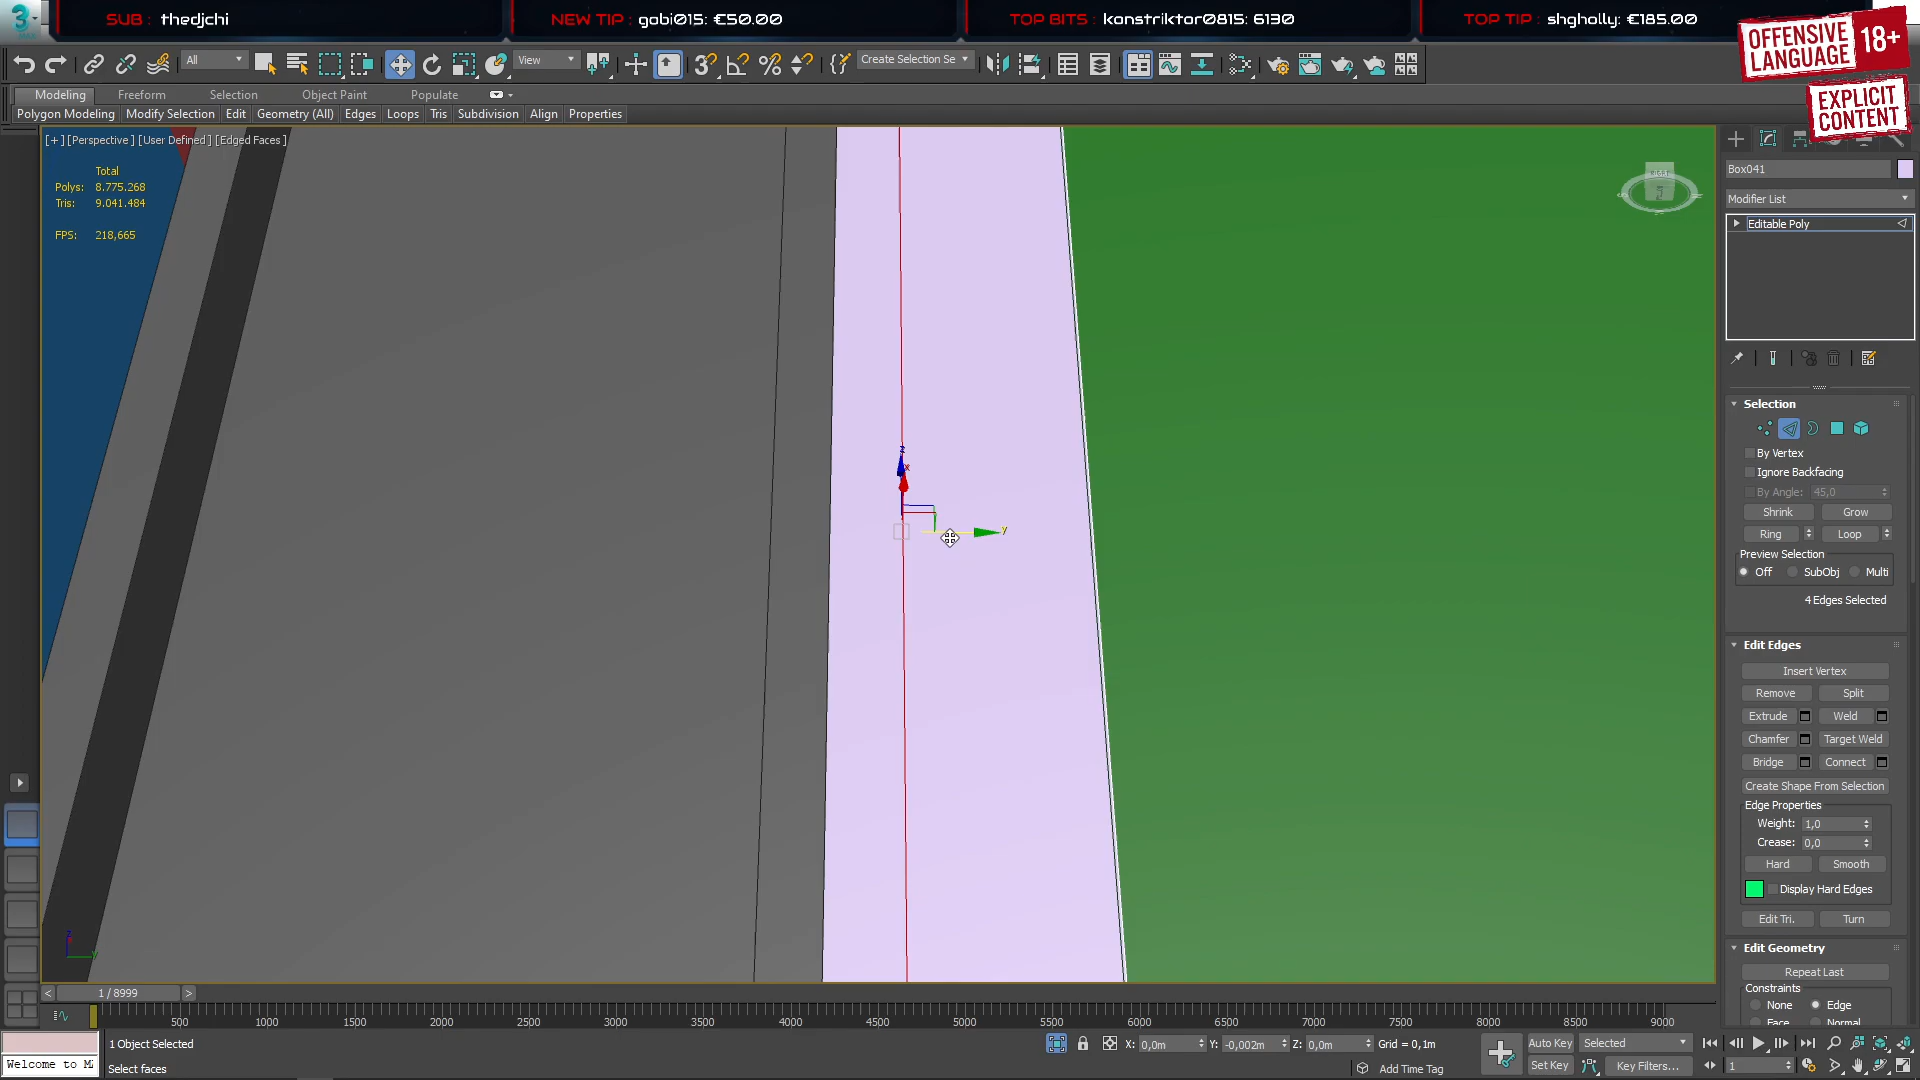 SUB : thedjchi
NEW TIP : gobi015: €50.00
TOP BITS : konstriktor0815: 6130
TOP TIP : shgholly: €185.00
OFFENSIVE LANGUAGE 18+
EXPLICIT CONTENT
All
View
Create Selection Se
Modeling
Freeform
Selection
Object Paint
Populate
Polygon Modeling
Modify Selection
Edit
Geometry (All)
Edges
Loops
Tris
Subdivision
Align
Properties
[+] [Perspective] [User Defined] [Edged Faces]
Total
Polys: 8.775.268
Tris: 9.041.484
FPS: 218,665
z
x
y
RIGHT
Box041
Modifier List
Editable Poly
Selection
By Vertex
Ignore Backfacing
By Angle: 45,0
Shrink
Grow
Ring
Loop
Preview Selection
Off
SubObj
Multi
4 Edges Selected
Edit Edges
Insert Vertex
Remove
Split
Extrude
Weld
Chamfer
Target Weld
Bridge
Connect
Create Shape From Selection
Edge Properties
Weight: 1,0
Crease: 0,0
Hard
Smooth
Display Hard Edges
Edit Tri.
Turn
Edit Geometry
Repeat Last
Constraints
None
Edge
Face
Normal
< 1 / 8999 >
500 1000 1500 2000 2500 3000 3500 4000 4500 5000 5500 6000 6500 7000 7500 8000 8500 9000
Welcome to M
1 Object Selected
Select faces
X: 0,0m
Y: -0,002m
Z: 0,0m
Grid = 0,1m
Add Time Tag
Auto Key
Selected
Set Key
Key Filters...
1